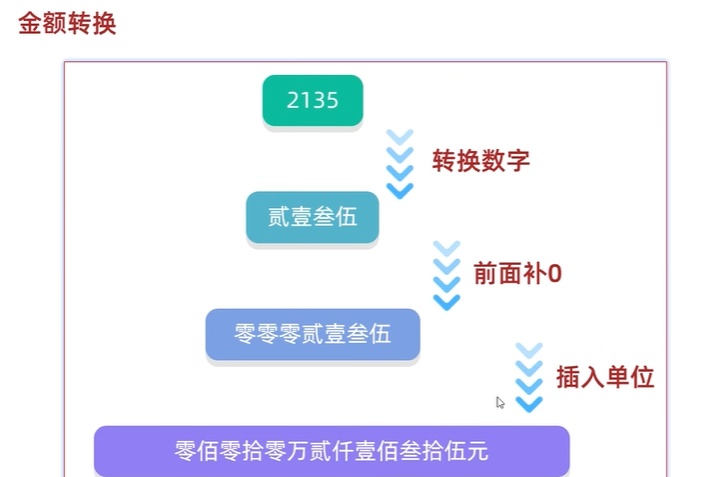 金额转换
2135
转换数字
贰壹叁伍
前面补0
零零零贰壹叁伍
插入单位
零佰零拾零万贰仟壹佰叁拾伍元